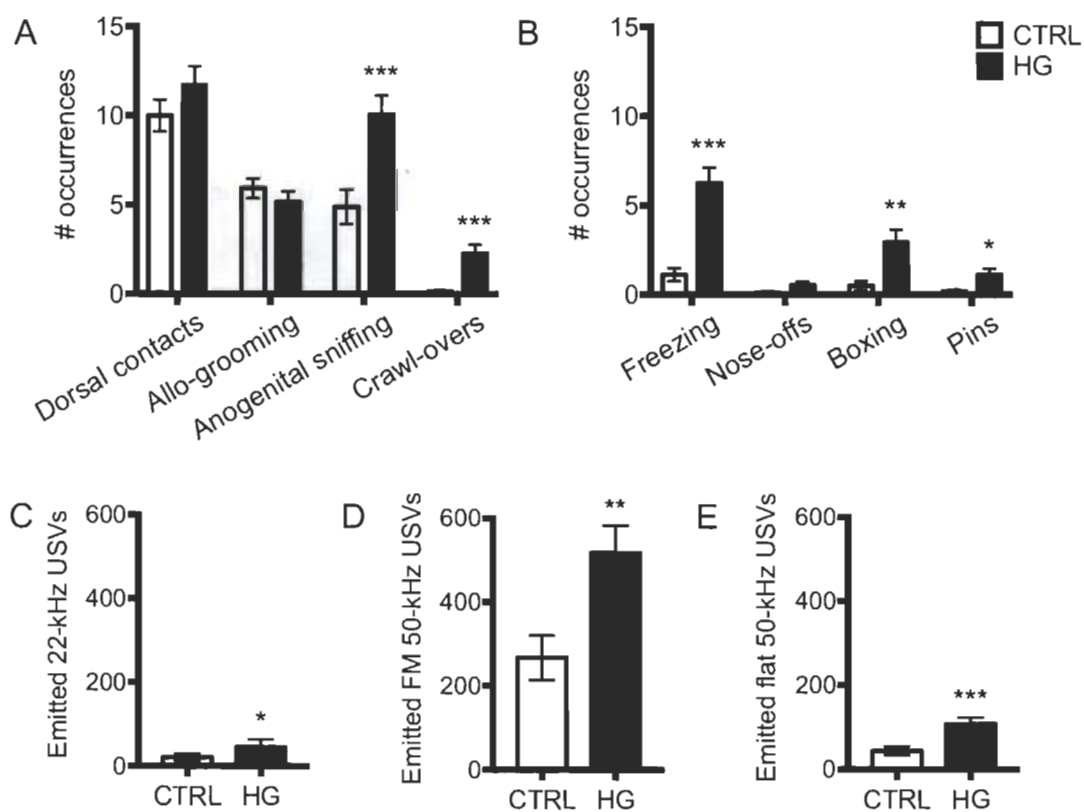 A
# occurrences
15
10
5
0
***
***
Dorsal contacts
Allo-grooming
Anogenital sniffing
Crawl-overs
B
# occurrences
15
10
5
0
***
**
*
Freezing
Nose-offs
Boxing
Pins
CTRL
HG
C
Emitted 22-kHz USVs
600
400
200
0
*
CTRL
HG
D
Emitted FM 50-kHz USVs
600
400
200
0
**
CTRL
HG
E
Emitted flat 50-kHz USVs
600
400
200
0
***
CTRL
HG